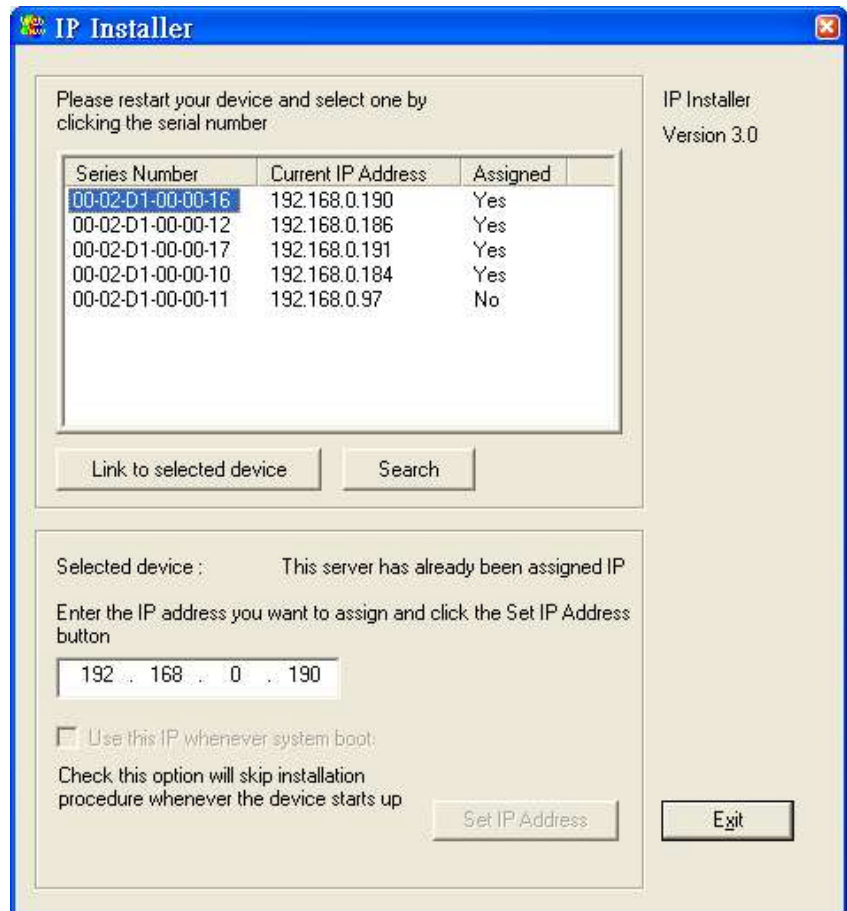 IP Installer
Please restart your device and select one by
clicking the serial number
IP Installer
Version 3.0
Series Number Current IP Address Assigned
00-02-D1-00-00-16 192.168.0.190 Yes
00-02-D1-00-00-12 192.168.0.186 Yes
00-02-D1-00-00-17 192.168.0.191 Yes
00-02-D1-00-00-10 192.168.0.184 Yes
00-02-D1-00-00-11 192.168.0.97 No
Link to selected device Search
Selected device : This server has already been assigned IP
Enter the IP address you want to assign and click the Set IP Address
button
192 . 168 . 0 . 190
Use this IP whenever system boot.
Check this option will skip installation
procedure whenever the device starts up
Set IP Address
Exit